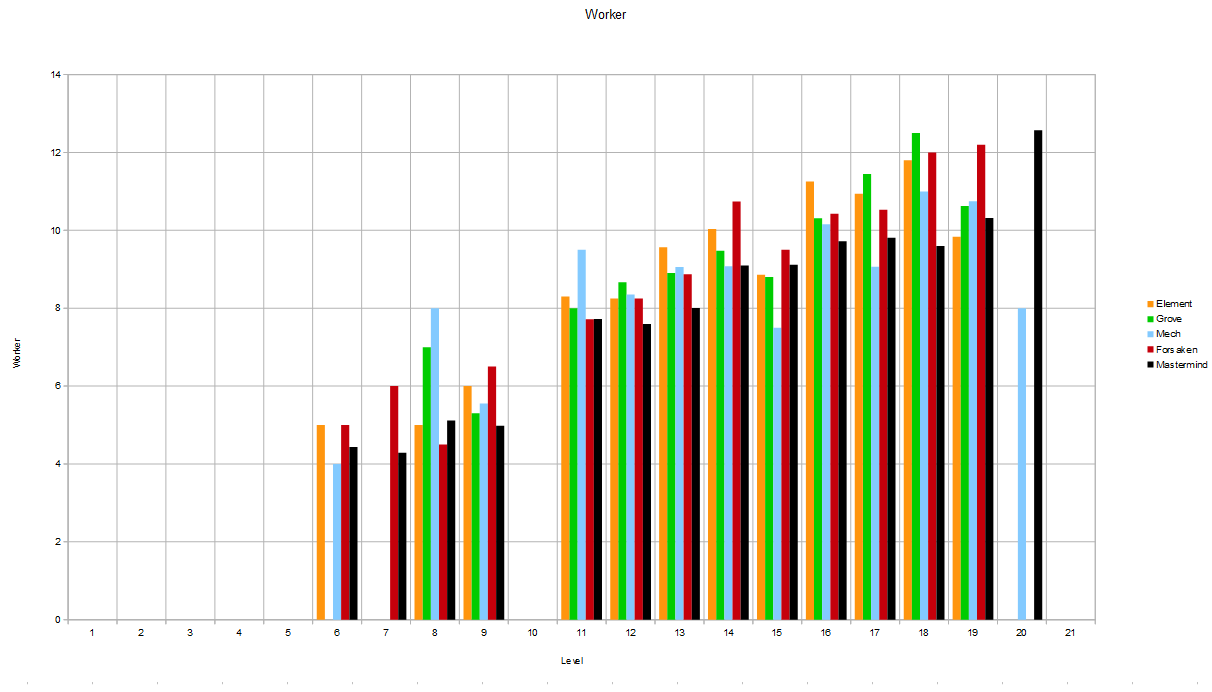 Worker
14
12
10
8
6
4
2
0
Worker
1 2 3 4 5 6 7 8 9 10 11 12 13 14 15 16 17 18 19 20 21
Level
Element
Grove
Mech
Forsaken
Mastermind